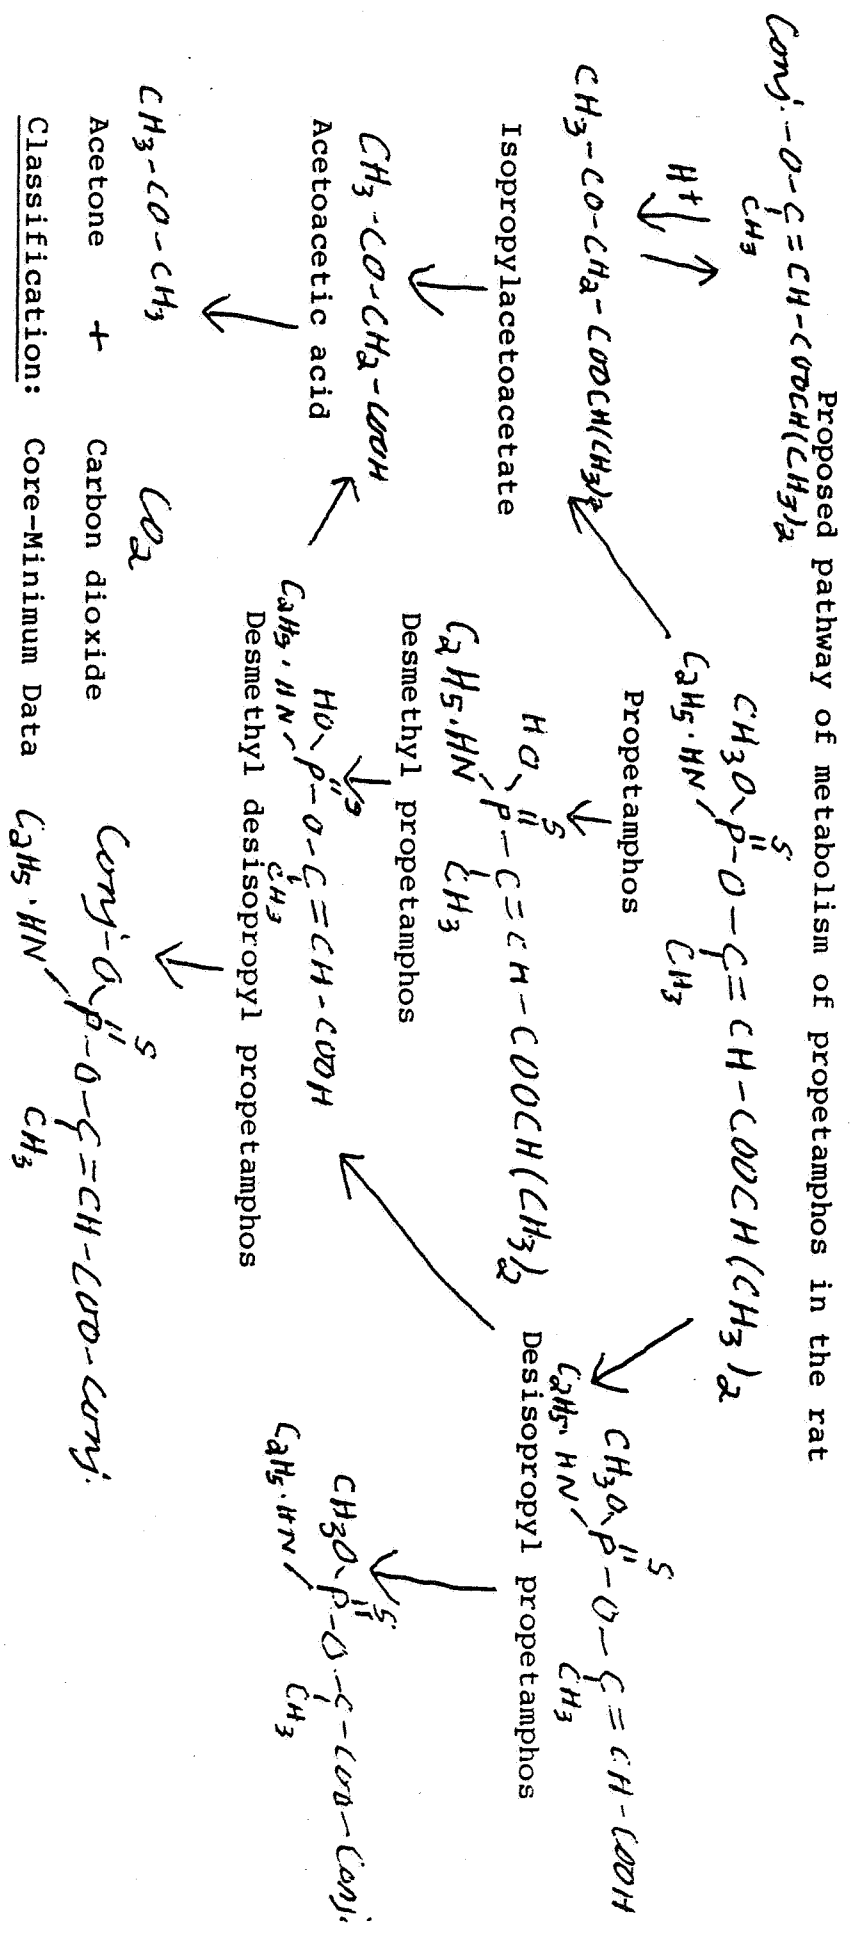 Proposed pathway of metabolism of propetamphos in the rat
Conj.-O-C=CH-COOCH(CH3)2
CH3
H+
CH3-CO-CH2-COOCH(CH3)2
Isopropylacetoacetate
CH3-CO-CH2-COOH
Acetoacetic acid
CH3-CO-CH3
CO2
Acetone + Carbon dioxide
S
CH3O P-O-C=CH-COOCH(CH3)2
C2H5·HN
CH3
Propetamphos
S
HO P-C=CH-COOCH(CH3)2
C2H5·HN
CH3
Desmethyl propetamphos
S
HO P-O-C=CH-COOH
C2H5·HN
CH3
Desmethyl desisopropyl propetamphos
S
Conj-O P-O-C=CH-COO-Conj.
C2H5·HN
CH3
S
CH3O P-O-C=CH-COOH
C2H5·HN
CH3
Desisopropyl propetamphos
S
CH3O P-O-C-COO-Conj.
C2H5·HN
CH3
Classification: Core-Minimum Data